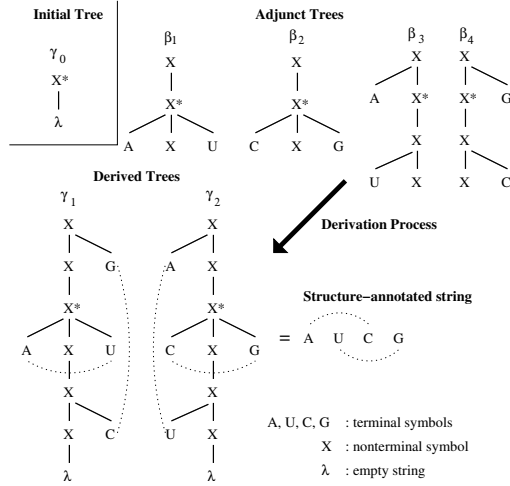 Initial Tree
γ0
X*
λ
Adjunct Trees
β1
X
X*
A X U
β2
X
X*
C X G
β3
X
A X*
X
U X
β4
X
X* G
X
X C
Derived Trees
γ1
X
X G
X*
A X U
X
X C
λ
γ2
X
A X
X*
C X G
X
U X
λ
Derivation Process
Structure-annotated string
= A U C G
A, U, C, G : terminal symbols
X : nonterminal symbol
λ : empty string